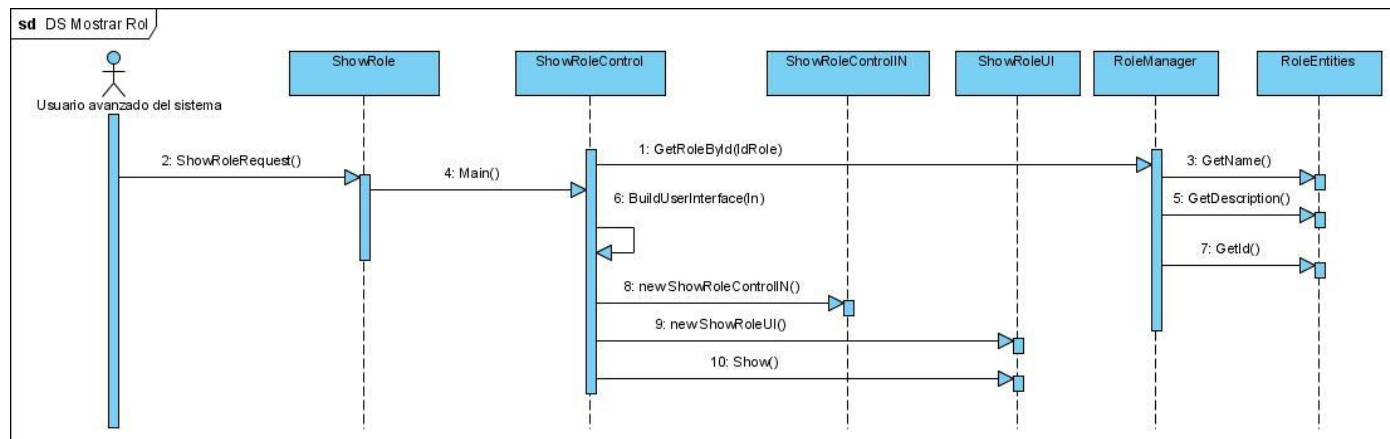 sd DS Mostrar Rol
ShowRole
ShowRoleControl
ShowRoleControlIN
ShowRoleUI
RoleManager
RoleEntities
Usuario avanzado del sistema
1: GetRoleById(IdRole)
2: ShowRoleRequest()
3: GetName()
4: Main()
5: GetDescription()
6: BuildUserInterface(In)
7: GetId()
8: newShowRoleControlIN()
9: newShowRoleUI()
10: Show()